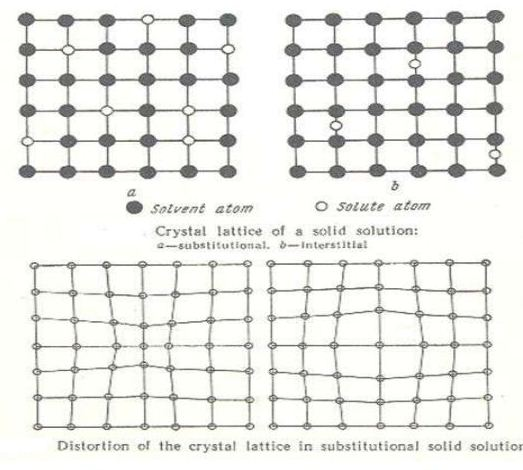 a
b
Solvent atom
Solute atom
Crystal lattice of a solid solution:
a—substitutional. b—interstitial
Distortion of the crystal lattice in substitutional solid solution